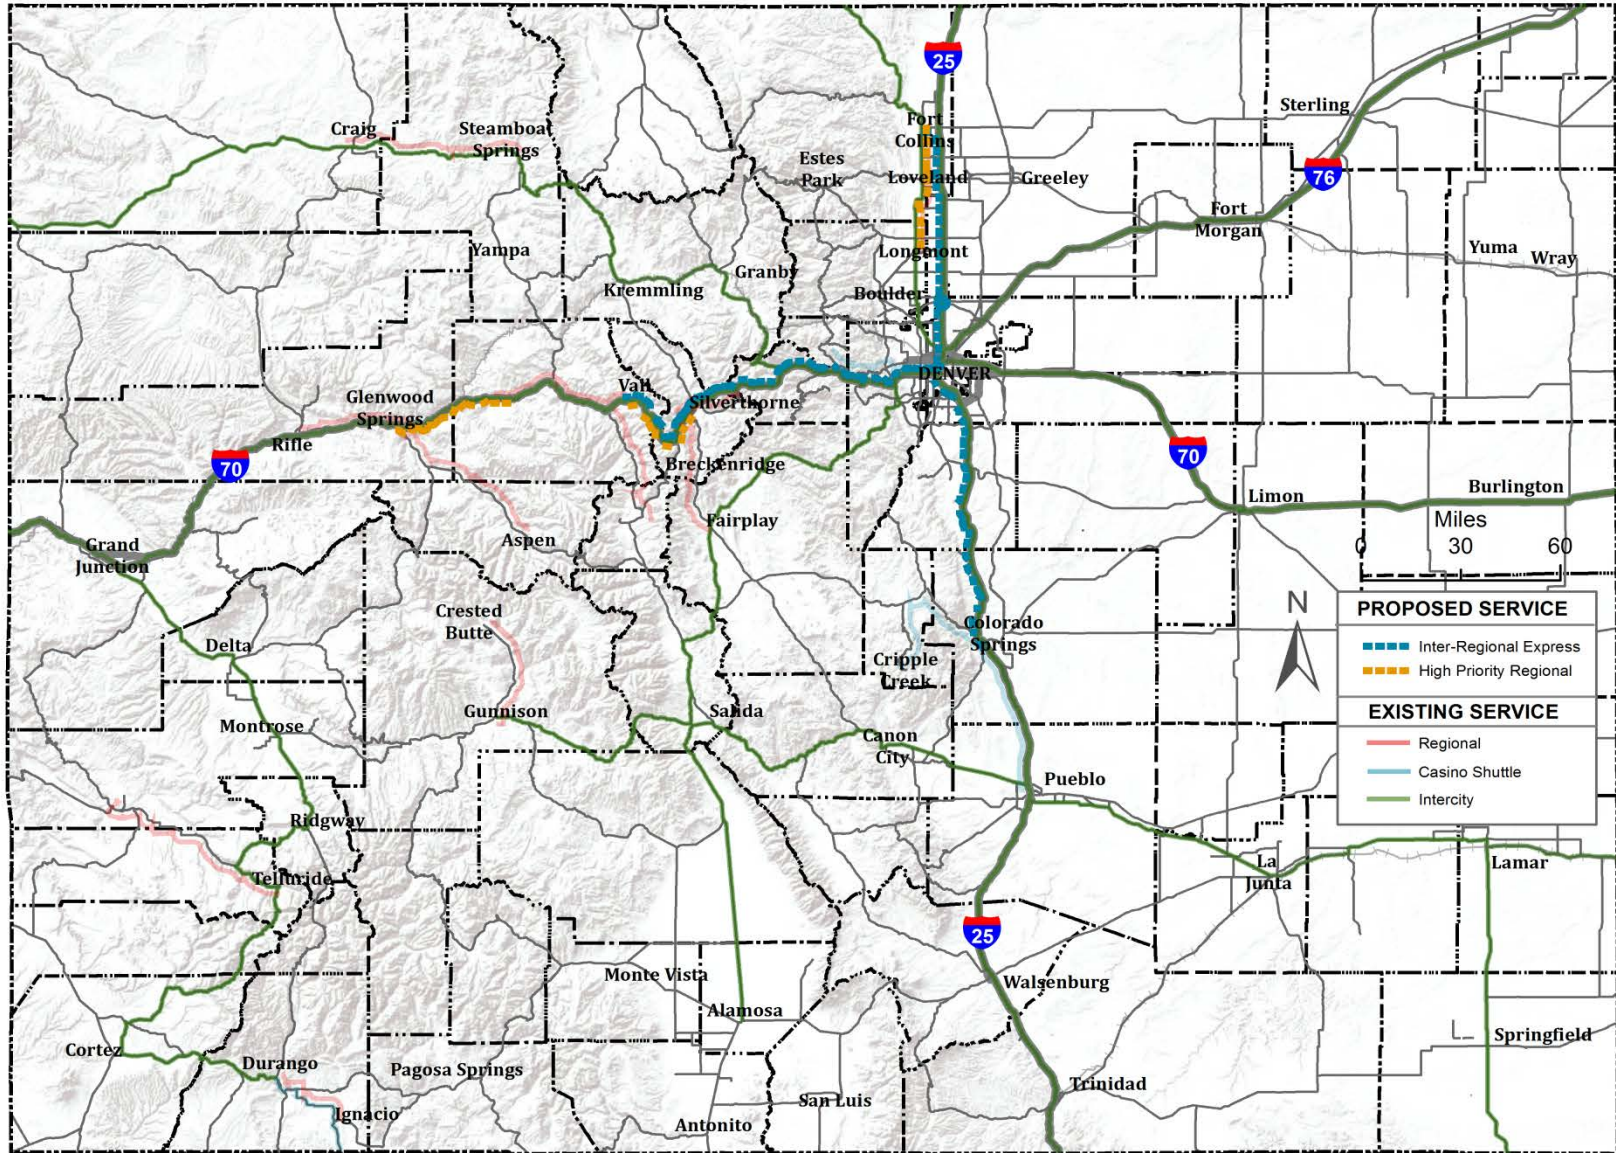 25
Sterling
Fort
Collins
Craig
Steamboa
Springs
Estes
Park
Loveland
Greeley
76
Fort
Morgan
Yampa
Longmont
Yuma
Wray
Granby
Kremmling
Boulder
DENVER
Vail
Silverthorne
Glenwood
Springs
Rifle
70
Breckenridge
70
Limon
Burlington
Fairplay
Aspen
Grand
Junction
Miles
0 30 60
N
Crested
Butte
Colorado
Springs
Cripple
Creek
Delta
PROPOSED SERVICE
Inter-Regional Express
High Priority Regional
EXISTING SERVICE
Regional
Casino Shuttle
Intercity
Gunnison
Salida
Montrose
Canon
City
Pueblo
Ridgway
Telluride
La
Junta
Lamar
25
Monte Vista
Walsenburg
Alamosa
Springfield
Cortez
Durango
Pagosa Springs
Trinidad
San Luis
Ignacio
Antonito